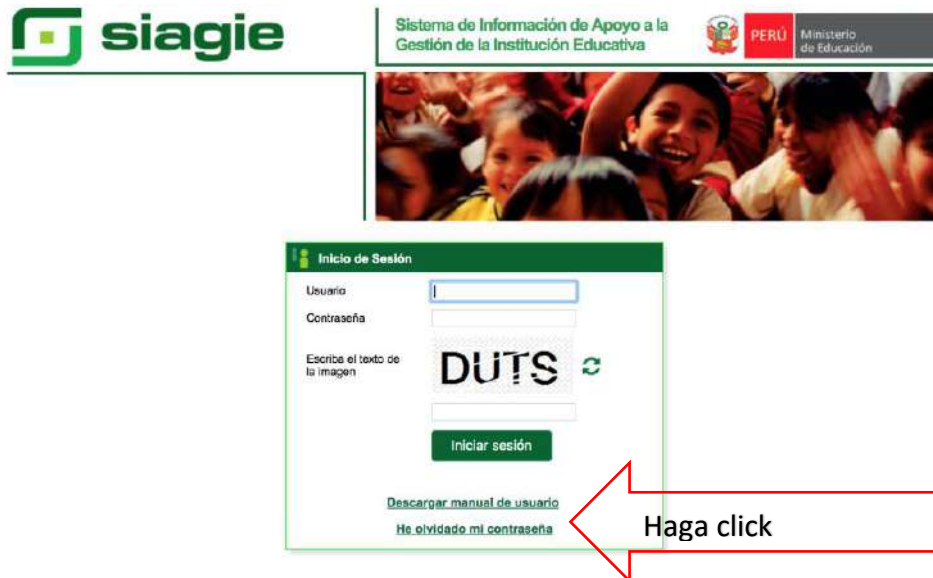 siagie
Sistema de Información de Apoyo a la
Gestión de la Institución Educativa
PERÚ
Ministerio
de Educación
Inicio de Sesión
Usuario
Contraseña
Escriba el texto de
la imagen
DUTS
Iniciar sesión
Descargar manual de usuario
He olvidado mi contraseña
Haga click